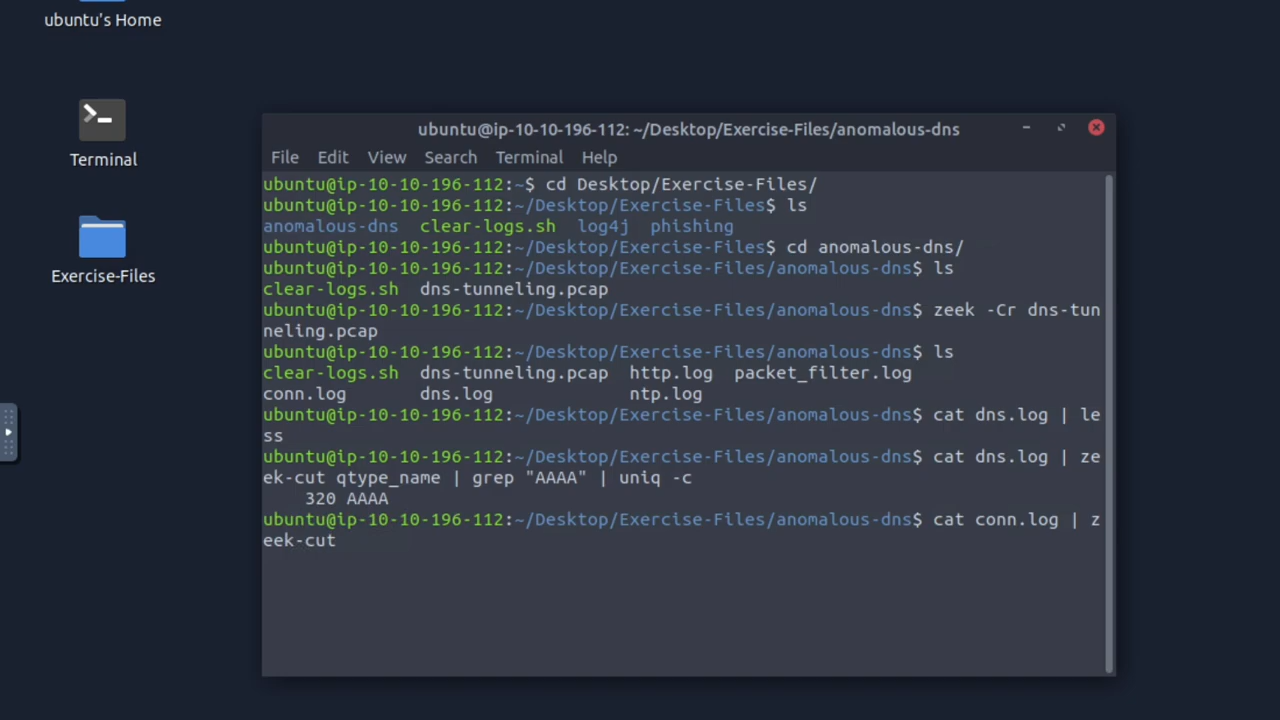 ubuntu's Home
Terminal
Exercise-Files
ubuntu@ip-10-10-196-112: ~/Desktop/Exercise-Files/anomalous-dns
File Edit View Search Terminal Help
ubuntu@ip-10-10-196-112:~$ cd Desktop/Exercise-Files/
ubuntu@ip-10-10-196-112:~/Desktop/Exercise-Files$ ls
anomalous-dns  clear-logs.sh  log4j  phishing
ubuntu@ip-10-10-196-112:~/Desktop/Exercise-Files$ cd anomalous-dns/
ubuntu@ip-10-10-196-112:~/Desktop/Exercise-Files/anomalous-dns$ ls
clear-logs.sh  dns-tunneling.pcap
ubuntu@ip-10-10-196-112:~/Desktop/Exercise-Files/anomalous-dns$ zeek -Cr dns-tun
neling.pcap
ubuntu@ip-10-10-196-112:~/Desktop/Exercise-Files/anomalous-dns$ ls
clear-logs.sh  dns-tunneling.pcap  http.log  packet_filter.log
conn.log       dns.log             ntp.log
ubuntu@ip-10-10-196-112:~/Desktop/Exercise-Files/anomalous-dns$ cat dns.log | le
ss
ubuntu@ip-10-10-196-112:~/Desktop/Exercise-Files/anomalous-dns$ cat dns.log | ze
ek-cut qtype_name | grep "AAAA" | uniq -c
    320 AAAA
ubuntu@ip-10-10-196-112:~/Desktop/Exercise-Files/anomalous-dns$ cat conn.log | z
eek-cut